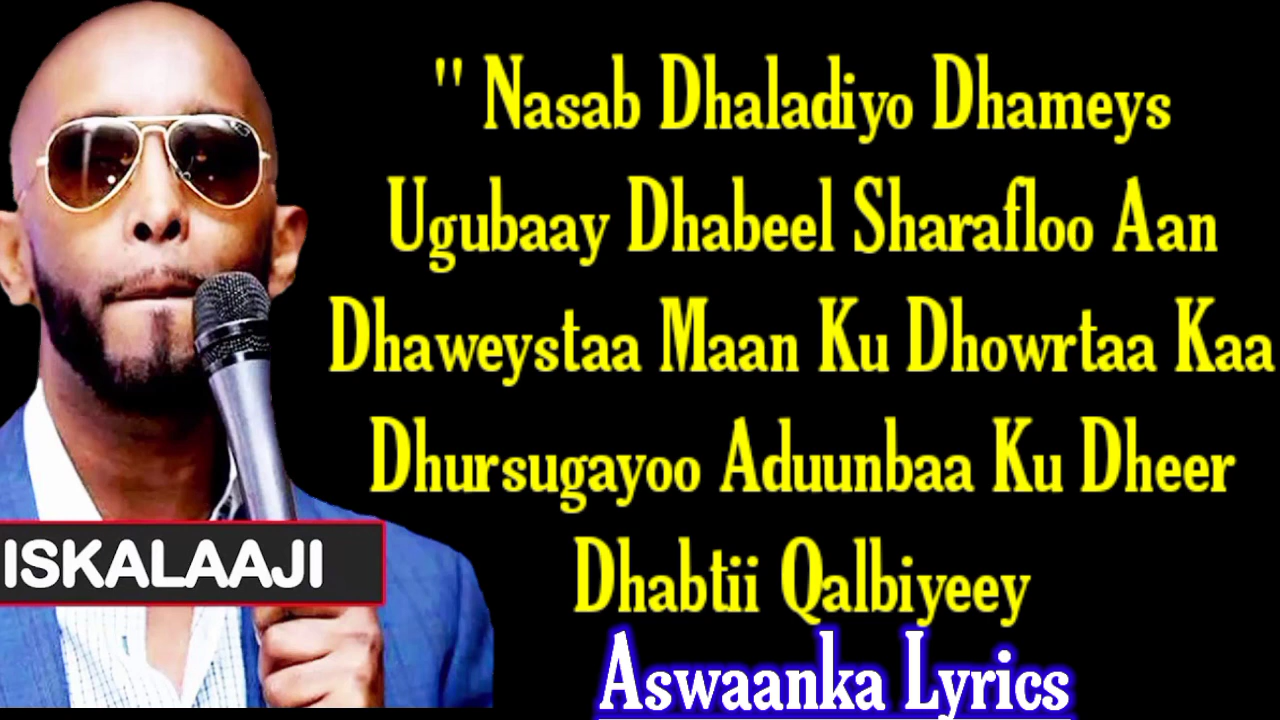 " Nasab Dhaladiyo Dhameys
Ugubaay Dhabeel Sharafloo Aan
Dhaweystaa Maan Ku Dhowrtaa Kaa
Dhursugayoo Aduunbaa Ku Dheer
Dhabtii Qalbiyeey
ISKALAAJI
Aswaanka Lyrics